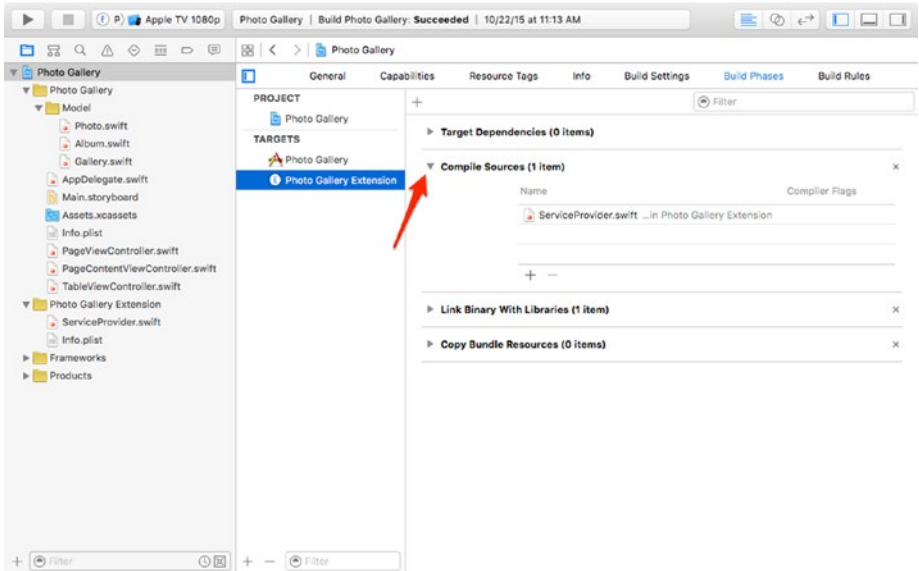 P) Apple TV 1080p
Photo Gallery | Build Photo Gallery: Succeeded | 10/22/15 at 11:13 AM
Photo Gallery
Photo Gallery
Photo Gallery
Model
Photo.swift
Album.swift
Gallery.swift
AppDelegate.swift
Main.storyboard
Assets.xcassets
Info.plist
PageViewController.swift
PageContentViewController.swift
TableViewController.swift
Photo Gallery Extension
ServiceProvider.swift
Info.plist
Frameworks
Products
Filter
General Capabilities Resource Tags Info Build Settings Build Phases Build Rules
PROJECT
Photo Gallery
TARGETS
Photo Gallery
Photo Gallery Extension
Filter
+ Filter
Target Dependencies (0 items)
Compile Sources (1 item)
Name Compiler Flags
ServiceProvider.swift ...in Photo Gallery Extension
Link Binary With Libraries (1 item)
Copy Bundle Resources (0 items)